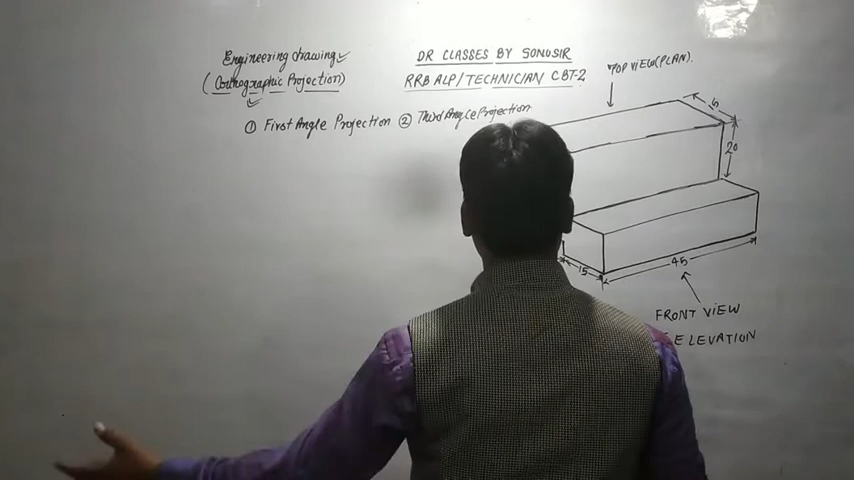 Engineering drawing
(Orthographic Projection)
DR CLASSES BY SONUSIR
RRB ALP/TECHNICIAN CBT-2
① First Angle Projection ② Third Angle Projection
TOP VIEW(PLAN).
20
15
45
FRONT VIEW
ELEVATION